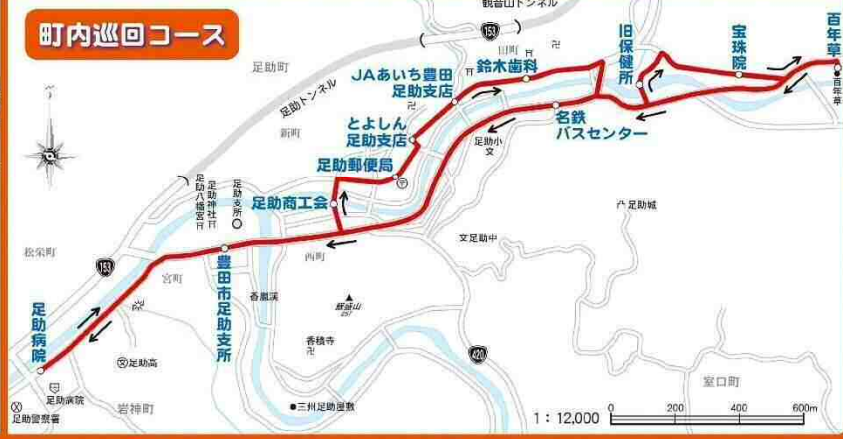 町内巡回コース
観音山トンネル
153
足助町
旧町
足助トンネル
JAあいち豊田
足助支店
鈴木歯科
旧保健所
宝珠院
百年草
百年草
とよしん
足助支店
名鉄
バスセンター
新町
足助小
文
足助郵便局
足助商工会
足助支所
足助神社
足助八幡宮
足助城
文足助中
松栄町
153
宮町
西町
豊田市足助支所
香嵐渓
飯盛山
香積寺
卍
足助病院
足助高
420
室口町
足助病院
岩神町
三州足助屋敷
足助警察署
1:12,000
0
200
400
600m